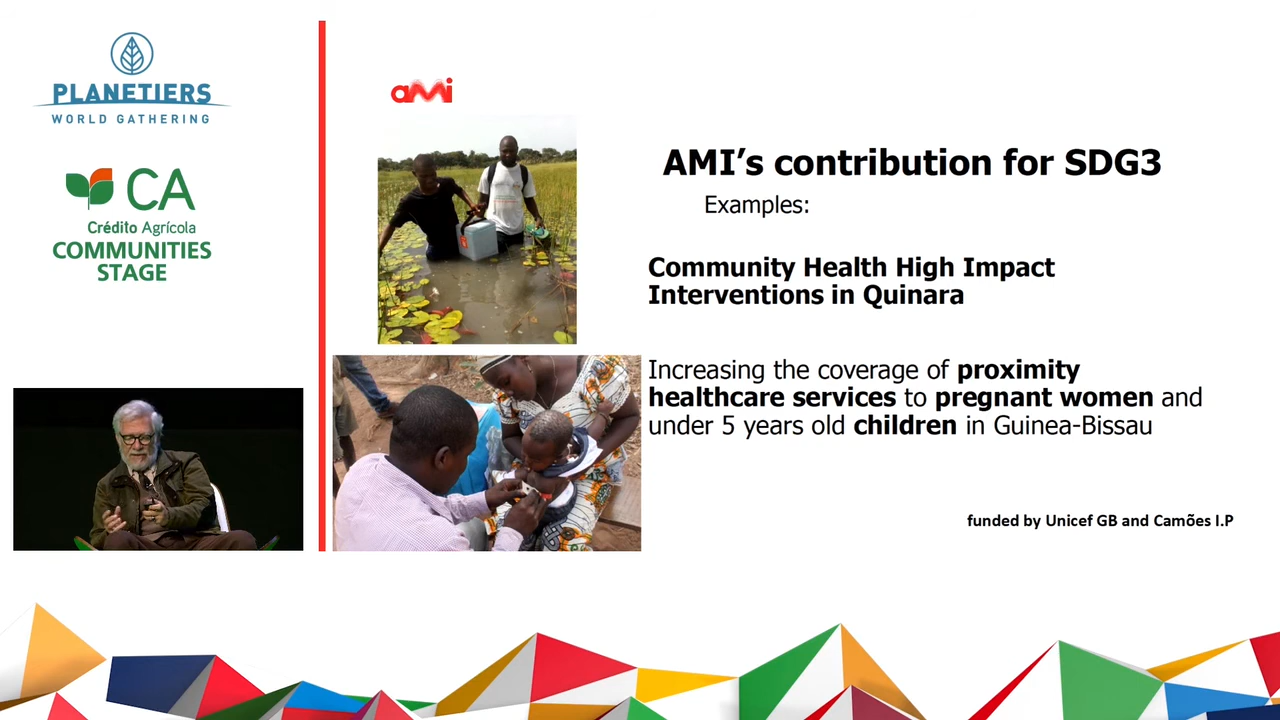 PLANETIERS
WORLD GATHERING
CA
Crédito Agrícola
COMMUNITIES
STAGE
aMi
AMI’s contribution for SDG3
Examples:
Community Health High Impact
Interventions in Quinara
Increasing the coverage of proximity
healthcare services to pregnant women and
under 5 years old children in Guinea-Bissau
funded by Unicef GB and Camões I.P